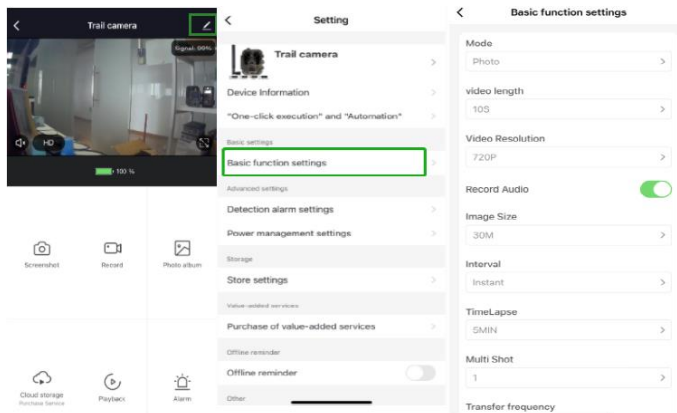 Trail camera
Signal: 99%
HD
100 %
Screenshot
Record
Photo album
Cloud storage
Purchase Service
Playback
Alarm
Setting
Trail camera
Device Information
"One-click execution" and "Automation"
Basic settings
Basic function settings
Advanced settings
Detection alarm settings
Power management settings
Storage
Store settings
Value-added services
Purchase of value-added services
Offline reminder
Offline reminder
Other
Basic function settings
Mode
Photo
video length
10S
Video Resolution
720P
Record Audio
Image Size
30M
Interval
Instant
TimeLapse
5MIN
Multi Shot
1
Transfer frequency